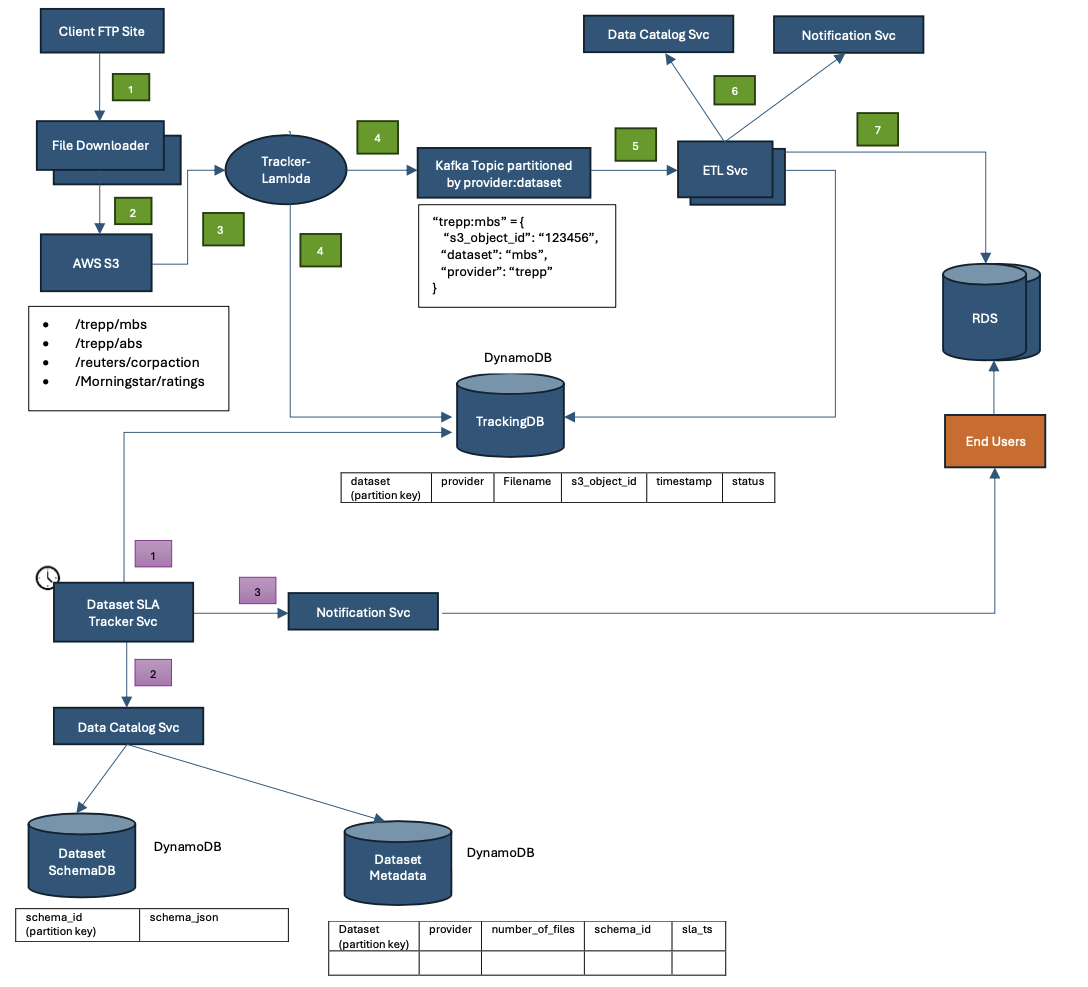 Client FTP Site
Data Catalog Svc
Notification Svc
1
6
File Downloader
4
5
7
Tracker-
Lambda
Kafka Topic partitioned
by provider:dataset
ETL Svc
2
3
4
AWS S3
“trepp:mbs” = {
“s3_object_id”: “123456”,
“dataset”: “mbs”,
“provider”: “trepp”
}
• /trepp/mbs
• /trepp/abs
• /reuters/corpaction
• /Morningstar/ratings
RDS
DynamoDB
TrackingDB
End Users
dataset
(partition key)
provider
Filename
s3_object_id
timestamp
status
1
3
Dataset SLA
Tracker Svc
Notification Svc
2
Data Catalog Svc
Dataset
SchemaDB
DynamoDB
Dataset
Metadata
DynamoDB
schema_id
(partition key)
schema_json
Dataset
(partition key)
provider
number_of_files
schema_id
sla_ts